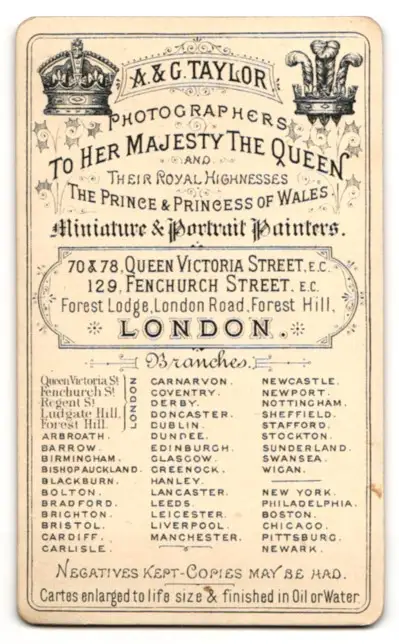 A. & G. TAYLOR
PHOTOGRAPHERS
TO HER MAJESTY THE QUEEN
AND
THEIR ROYAL HIGHNESSES
THE PRINCE & PRINCESS OF WALES.
Miniature & Portrait Painters.
70 & 78, QUEEN VICTORIA STREET, E.C.
129, FENCHURCH STREET. E.C.
Forest Lodge, London Road, Forest Hill,
LONDON.
Branches.
Queen Victoria St
Fenchurch St
Regent St
Ludgate Hill.
Forest Hill.
LONDON
ARBROATH.
BARROW.
BIRMINGHAM.
BISHOP AUCKLAND.
BLACKBURN.
BOLTON.
BRADFORD.
BRIGHTON.
BRISTOL.
CARDIFF.
CARLISLE.
CARNARVON.
COVENTRY.
DERBY.
DONCASTER.
DUBLIN.
DUNDEE.
EDINBURGH.
GLASGOW.
GREENOCK.
HANLEY.
LANCASTER.
LEEDS.
LEICESTER.
LIVERPOOL.
MANCHESTER.
NEWCASTLE.
NEWPORT.
NOTTINGHAM.
SHEFFIELD.
STAFFORD.
STOCKTON.
SUNDERLAND.
SWANSEA.
WIGAN.
NEW YORK.
PHILADELPHIA.
BOSTON.
CHICAGO.
PITTSBURG.
NEWARK.
NEGATIVES KEPT-COPIES MAY BE HAD.
Cartes enlarged to life size & finished in Oil or Water.